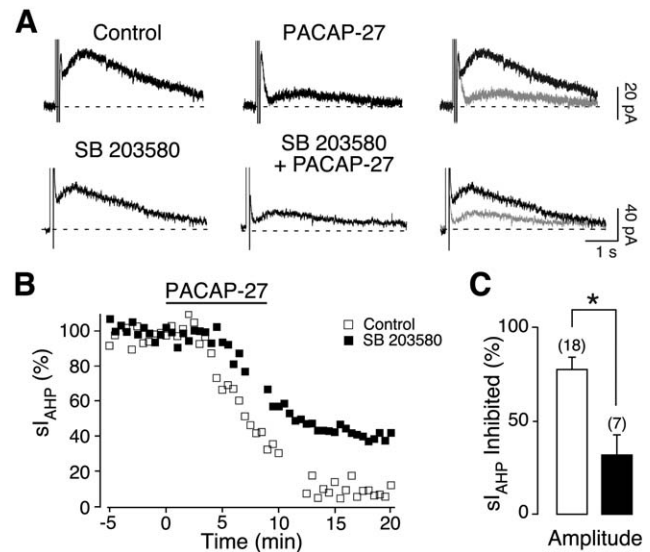 A
Control
PACAP-27
20 pA
SB 203580
SB 203580
+ PACAP-27
40 pA
1 s
B
PACAP-27
Control
SB 203580
sIAHP (%)
100
80
60
40
20
0
-5
0
5
10
15
20
Time (min)
C
*
(18)
(7)
sIAHP Inhibited (%)
100
50
0
Amplitude